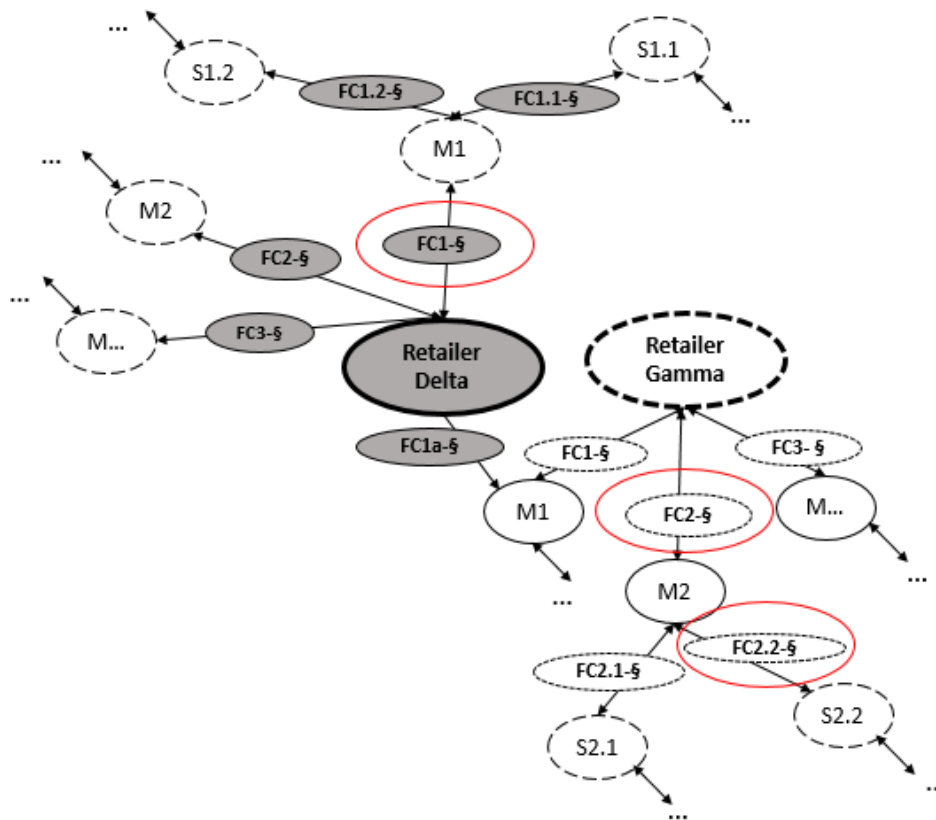 ...
S1.2
S1.1
FC1.2-§
FC1.1-§
...
M1
...
M2
FC1-§
FC2-§
...
M...
FC3-§
Retailer
Delta
Retailer
Gamma
FC1a-§
FC1-§
FC3- §
M1
FC2-§
M...
...
M2
...
FC2.1-§
FC2.2-§
S2.1
S2.2
...
...